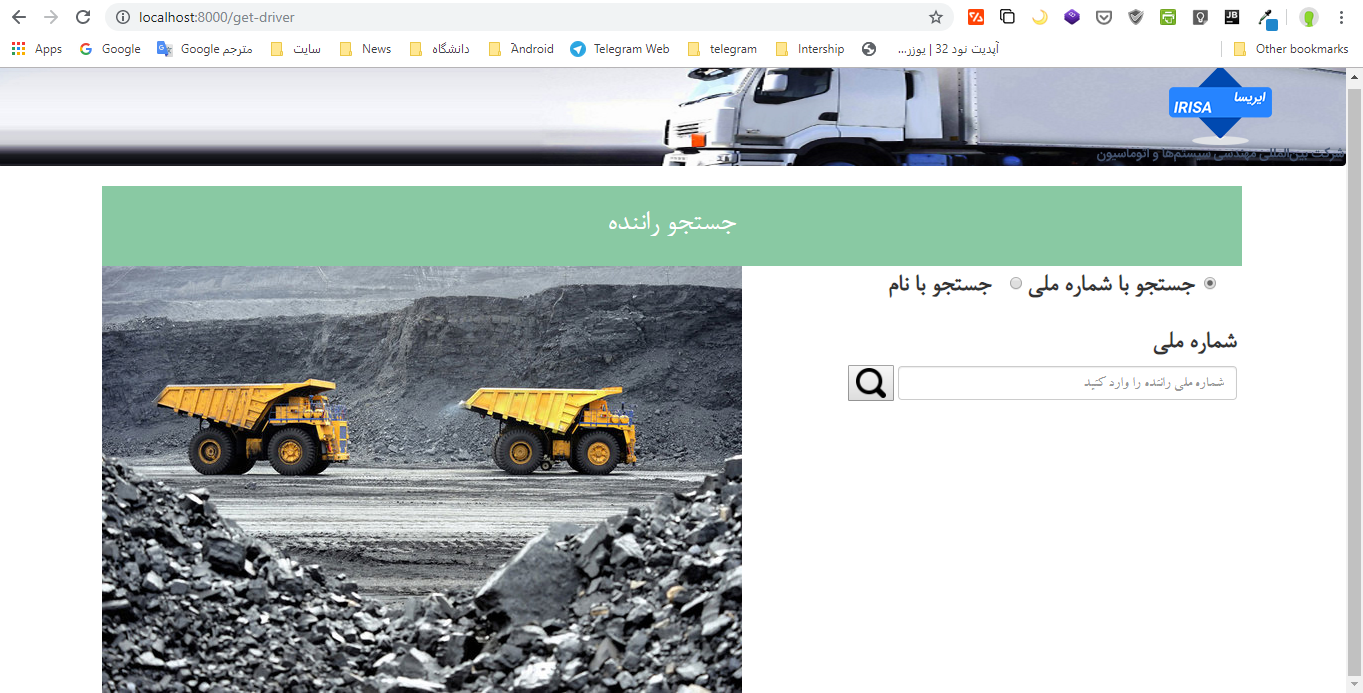 localhost:8000/get-driver
Apps Google مترجم Google سایت News دانشگاه Android Telegram Web telegram Intership آپدیت نود 32 | یوزر... Other bookmarks
ایریسا
IRISA
شرکت بین‌المللی مهندسی سیستم‌ها و اتوماسیون
جستجو راننده
جستجو با شماره ملی جستجو با نام
شماره ملی
شماره ملی راننده را وارد کنید